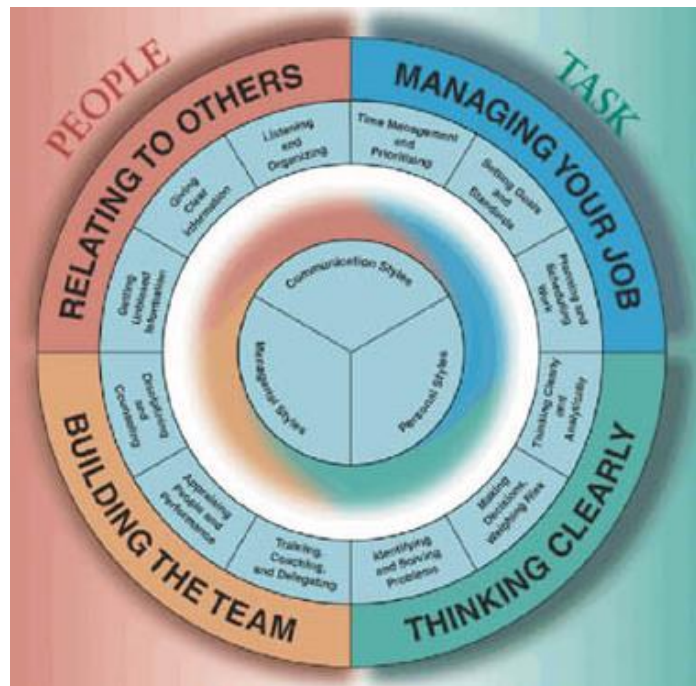 PEOPLE
TASK
RELATING TO OTHERS
MANAGING YOUR JOB
THINKING CLEARLY
BUILDING THE TEAM
Listening
and
Organizing
Time Management
and
Prioritising
Setting Goals
and
Standards
Planning and
Scheduling
Work
Thinking Clearly
and
Analytically
Making
Decisions,
Weighing Risk
Identifying
and Solving
Problems
Training,
Coaching,
and Delegating
Appraising
People and
Performance
Disciplining
and
Counseling
Getting
Unbiased
Information
Giving
Clear
Information
Communication Styles
Personal Styles
Managerial Styles